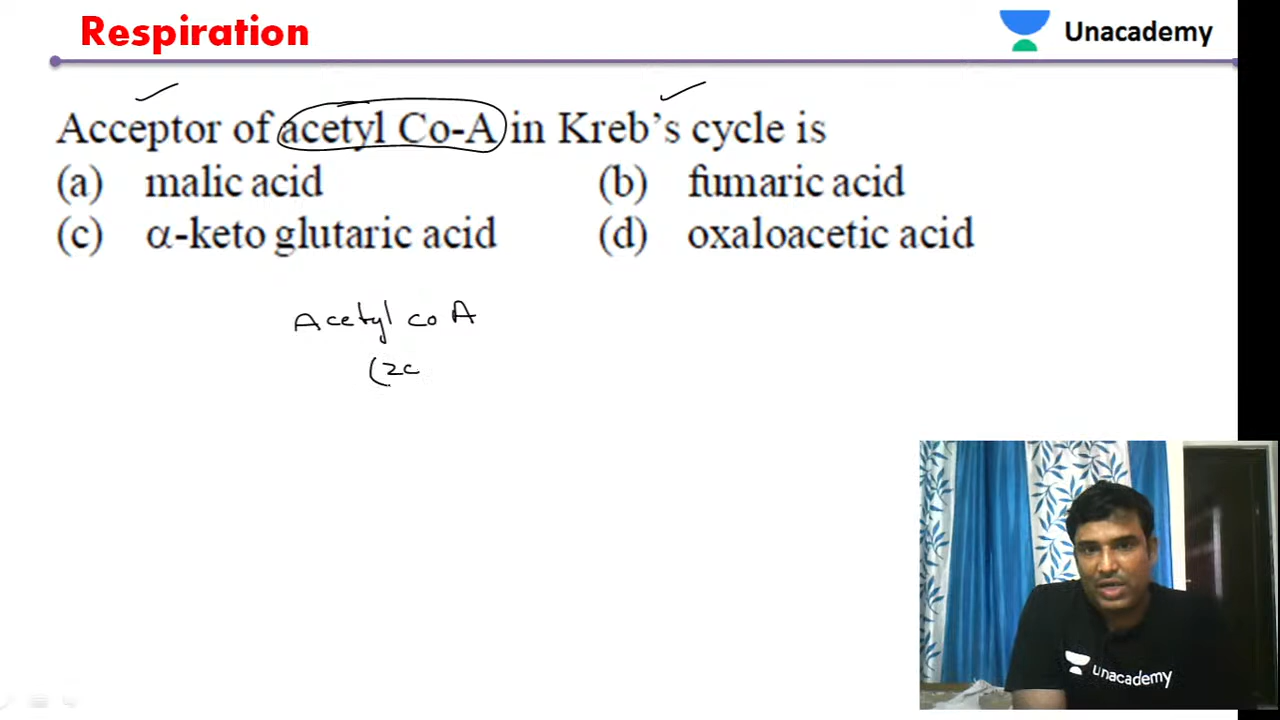 Respiration
Unacademy
Acceptor of acetyl Co-A in Kreb's cycle is
(a) malic acid (b) fumaric acid
(c) α-keto glutaric acid (d) oxaloacetic acid
Acetyl co A
(2c
unacademy